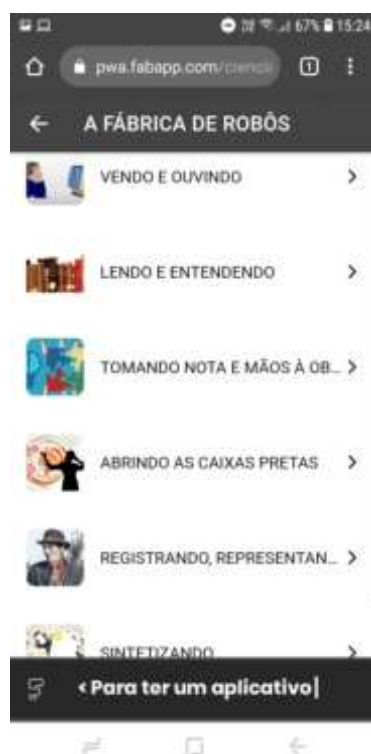 67% 15:24
pwa.fabapp.com/cienci
1
A FÁBRICA DE ROBÔS
VENDO E OUVINDO
LENDO E ENTENDENDO
TOMANDO NOTA E MÃOS À OB...
ABRINDO AS CAIXAS PRETAS
REGISTRANDO, REPRESENTAN...
SINTETIZANDO
< Para ter um aplicativo|